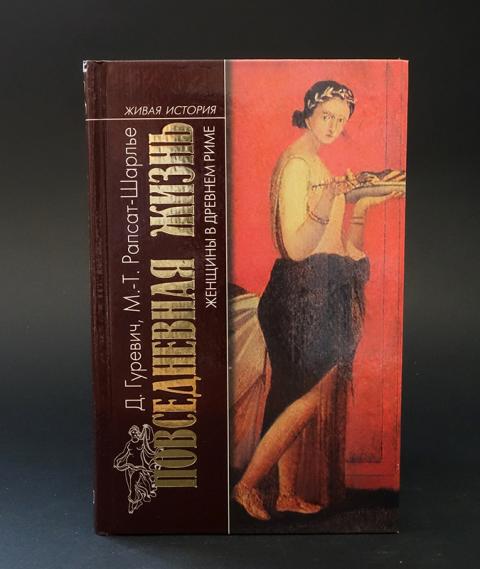 ЖИВАЯ ИСТОРИЯ
Д. Гуревич, М.-Т. Рапсат-Шарлье
ПОВСЕДНЕВНАЯ ЖИЗНЬ
ЖЕНЩИНЫ В ДРЕВНЕМ РИМЕ